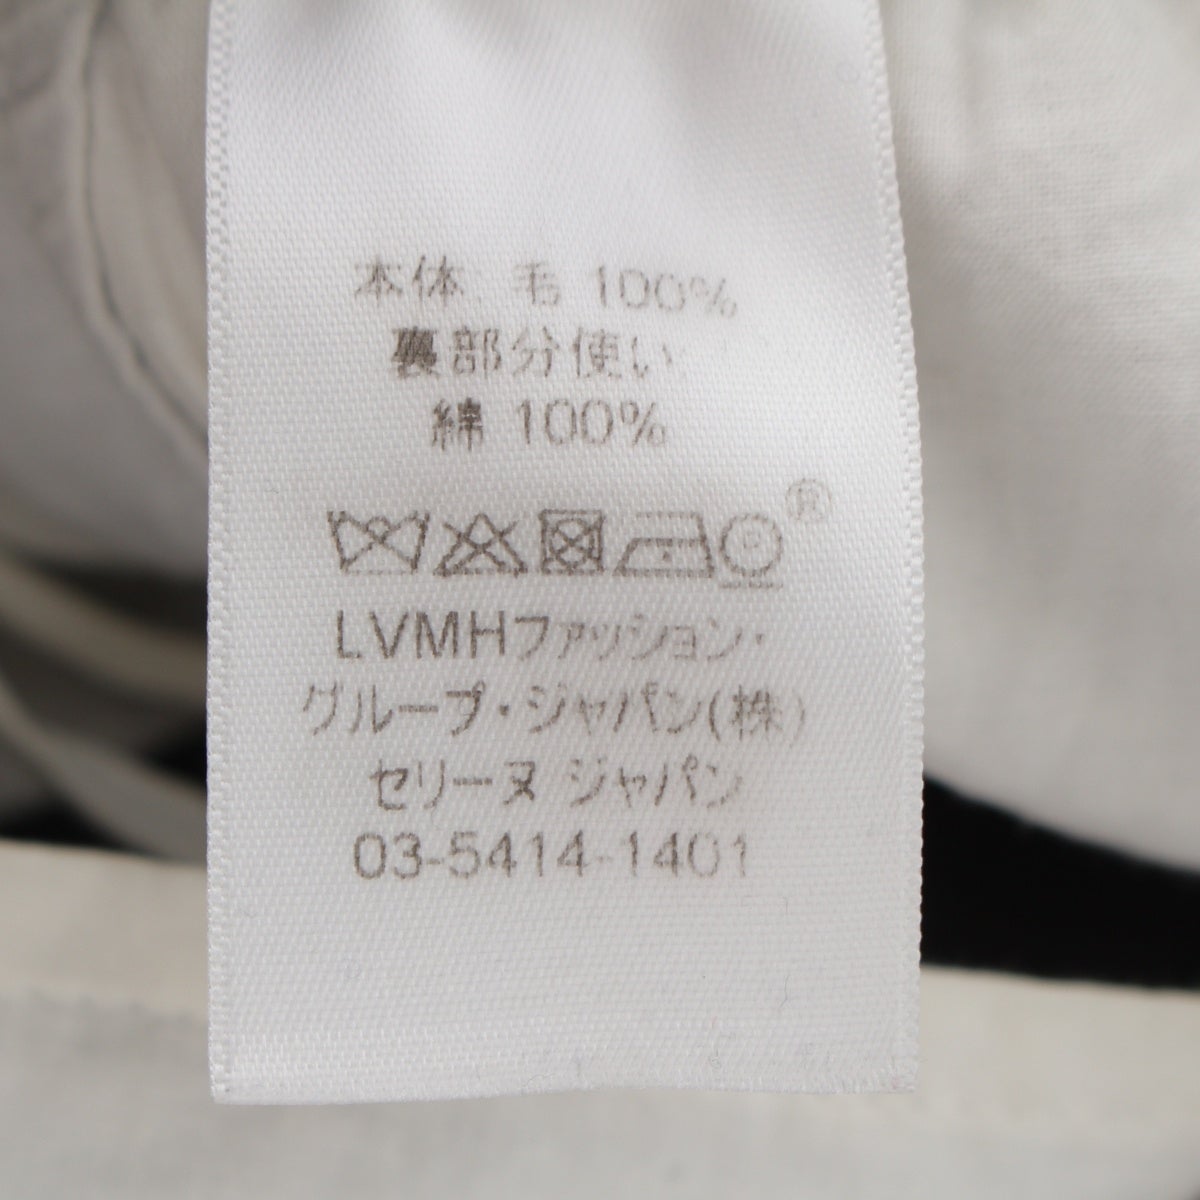 本体 毛 100%
裏部分使い
綿 100%
P ®
LVMHファッション・
グループ・ジャパン(株)
セリーヌ ジャパン
03-5414-1401